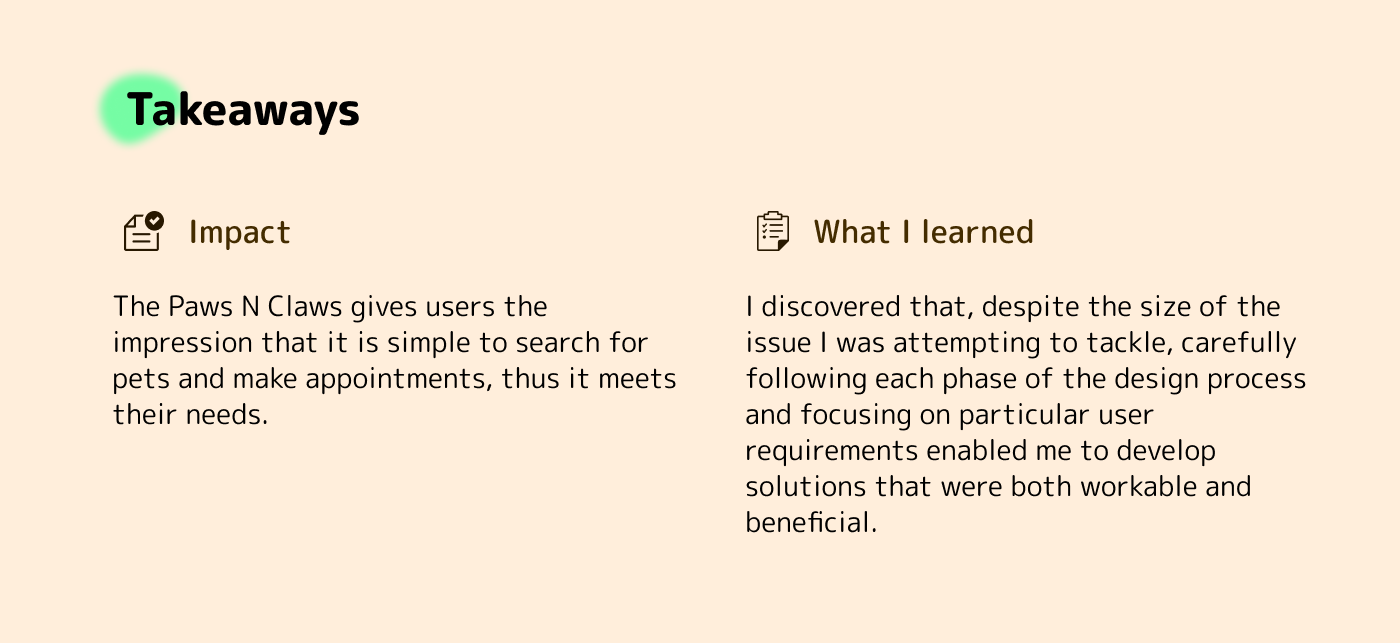 Takeaways
Impact
The Paws N Claws gives users the
impression that it is simple to search for
pets and make appointments, thus it meets
their needs.
What I learned
I discovered that, despite the size of the
issue I was attempting to tackle, carefully
following each phase of the design process
and focusing on particular user
requirements enabled me to develop
solutions that were both workable and
beneficial.